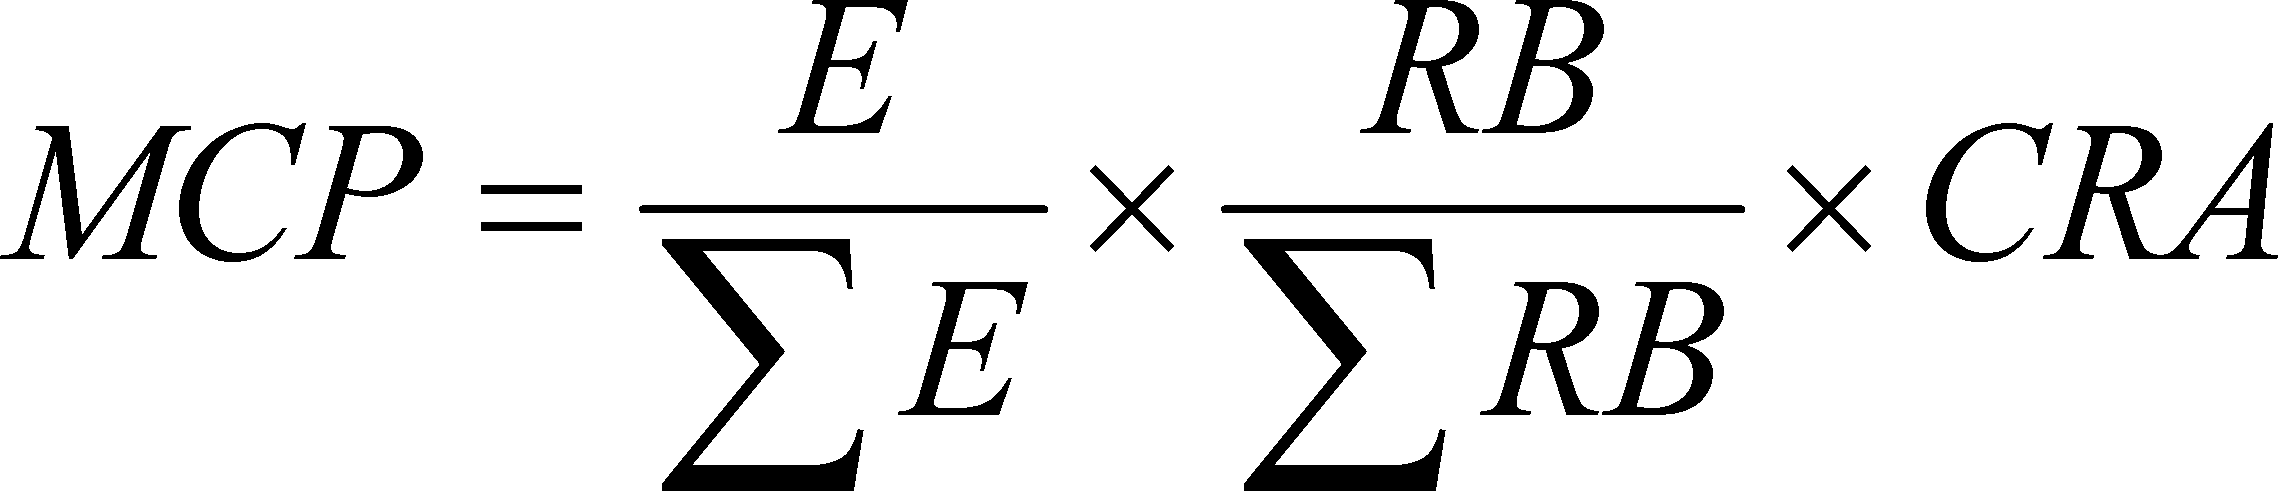 MCP = E/∑E × RB/∑RB × CRA